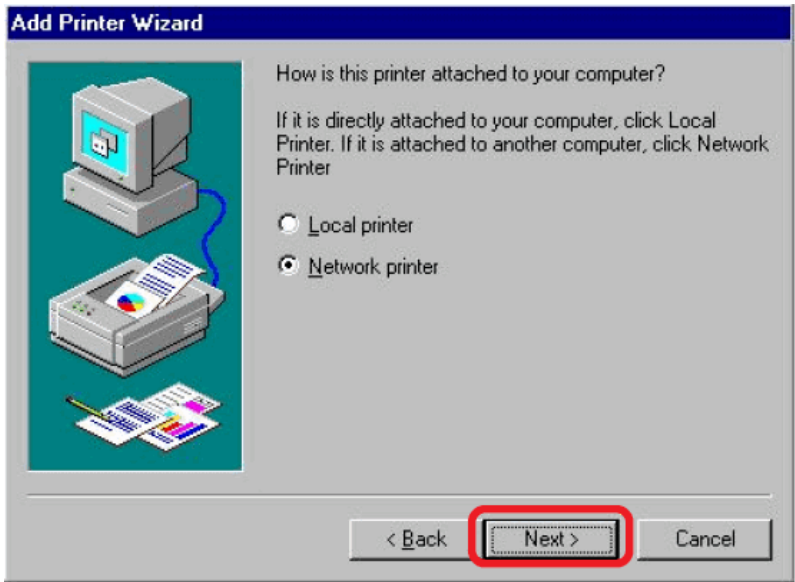 Add Printer Wizard
How is this printer attached to your computer?
If it is directly attached to your computer, click Local
Printer. If it is attached to another computer, click Network
Printer
Local printer
Network printer
< Back
Next >
Cancel